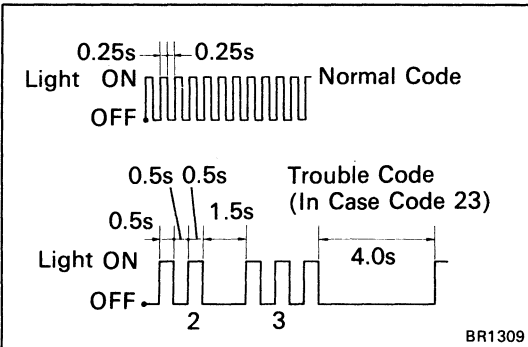 0.25s 0.25s
Light ON Normal Code
OFF
0.5s 0.5s Trouble Code
(In Case Code 23)
0.5s 1.5s
4.0s
Light ON
OFF
2 3
BR1309